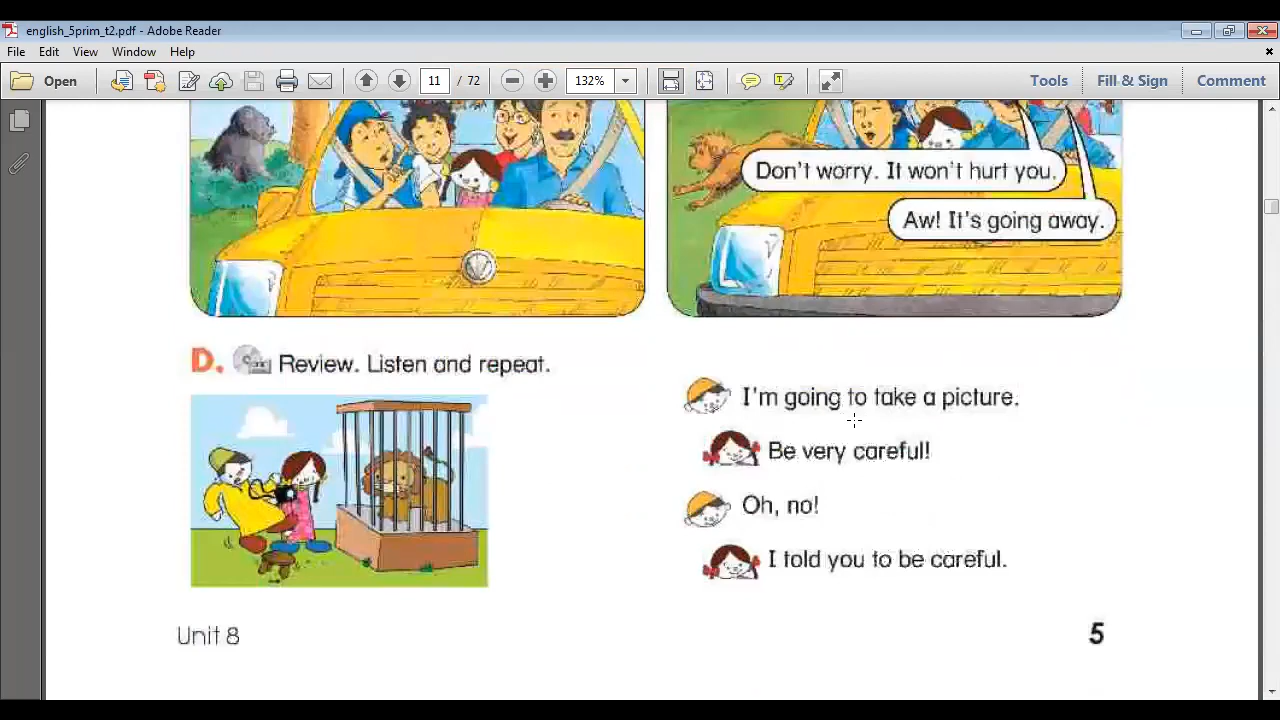 english_5prim_t2.pdf - Adobe Reader
File Edit View Window Help
Open 11 / 72 132% Tools Fill & Sign Comment
Don't worry. It won't hurt you.
Aw! It's going away.
D. Review. Listen and repeat.
I'm going to take a picture.
Be very careful!
Oh, no!
I told you to be careful.
Unit 8
5